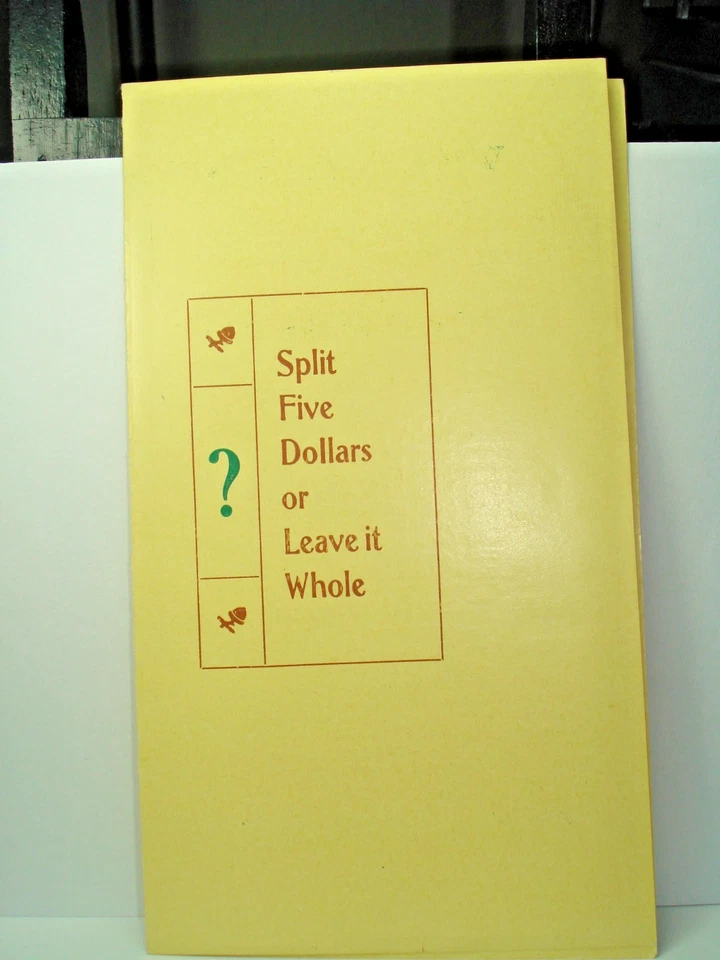 Split
Five
Dollars
or
Leave it
Whole
?